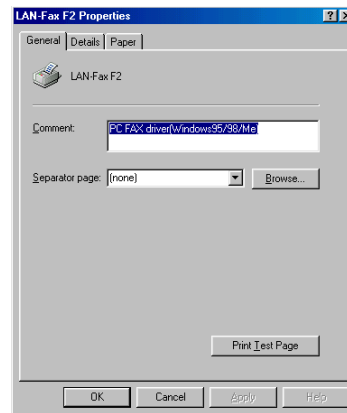 LAN-Fax F2 Properties
General Details Paper
LAN-Fax F2
Comment: PC FAX driver(Windows95/98/Me)
Separator page: (none) Browse...
Print Test Page
OK Cancel Apply Help